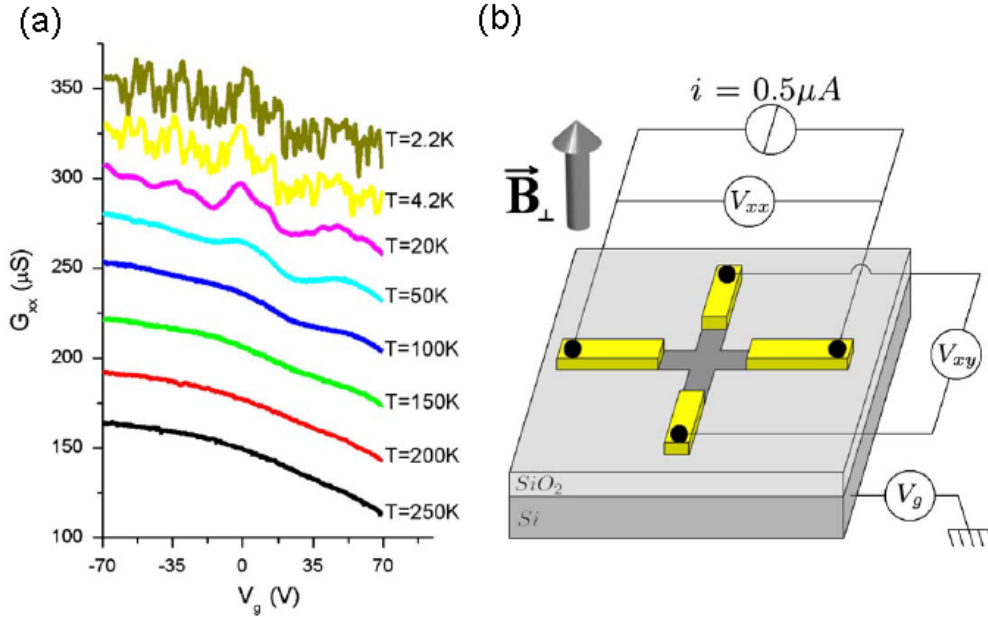 (a)
G_xx (μS)
350
300
250
200
150
100
T=2.2K
T=4.2K
T=20K
T=50K
T=100K
T=150K
T=200K
T=250K
-70 -35 0 35 70
V_g (V)
(b)
i = 0.5μA
B⃗_⊥
V_xx
V_xy
V_g
SiO_2
Si